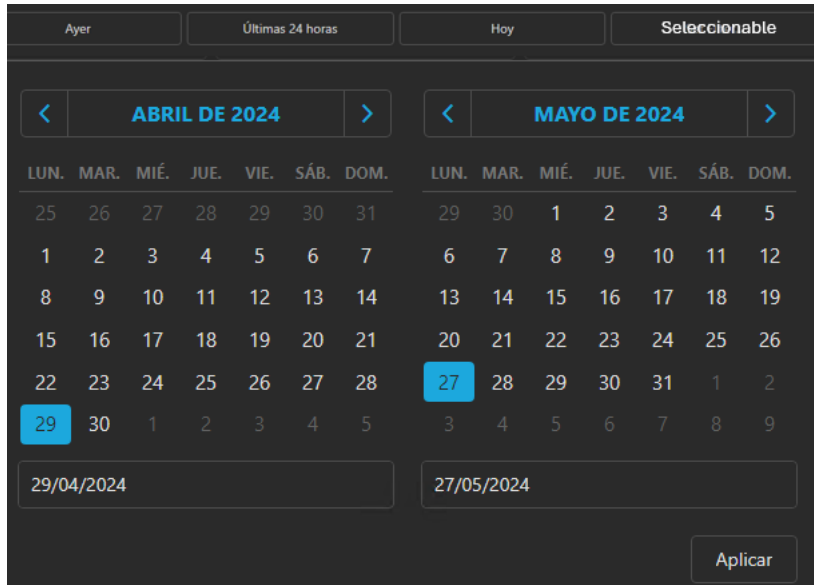 Ayer Últimas 24 horas Hoy Seleccionable
ABRIL DE 2024
LUN. MAR. MIÉ. JUE. VIE. SÁB. DOM.
25 26 27 28 29 30 31
1 2 3 4 5 6 7
8 9 10 11 12 13 14
15 16 17 18 19 20 21
22 23 24 25 26 27 28
29 30 1 2 3 4 5
29/04/2024
MAYO DE 2024
LUN. MAR. MIÉ. JUE. VIE. SÁB. DOM.
29 30 1 2 3 4 5
6 7 8 9 10 11 12
13 14 15 16 17 18 19
20 21 22 23 24 25 26
27 28 29 30 31 1 2
3 4 5 6 7 8 9
27/05/2024
Aplicar